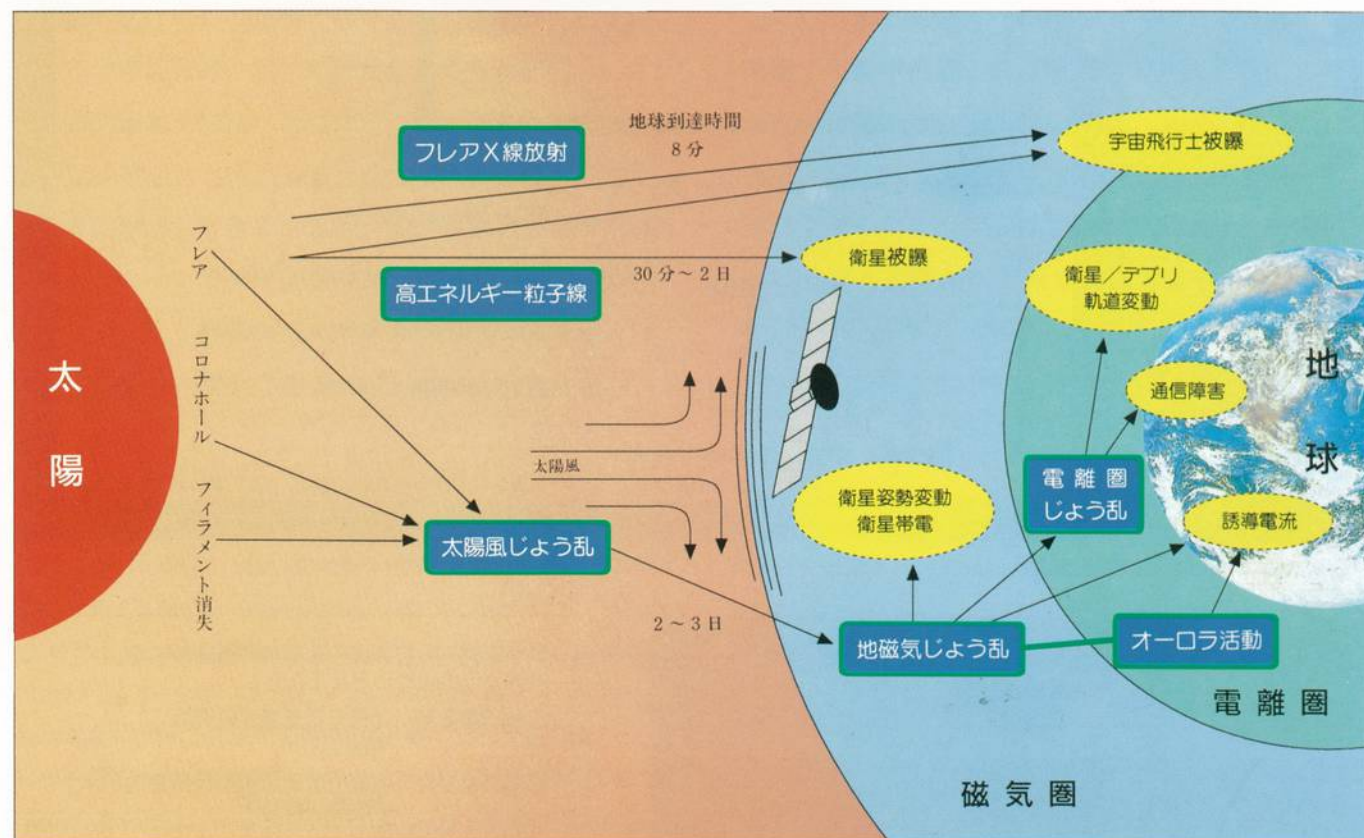 地球到達時間
フレアX線放射
8分
宇宙飛行士被曝
フレア
衛星被曝
30分～2日
高エネルギー粒子線
衛星／デブリ
軌道変動
太陽
コロナホール
地球
通信障害
太陽風
電離圏
じょう乱
衛星姿勢変動
衛星帯電
誘導電流
フィラメント消失
太陽風じょう乱
2～3日
地磁気じょう乱
オーロラ活動
電離圏
磁気圏